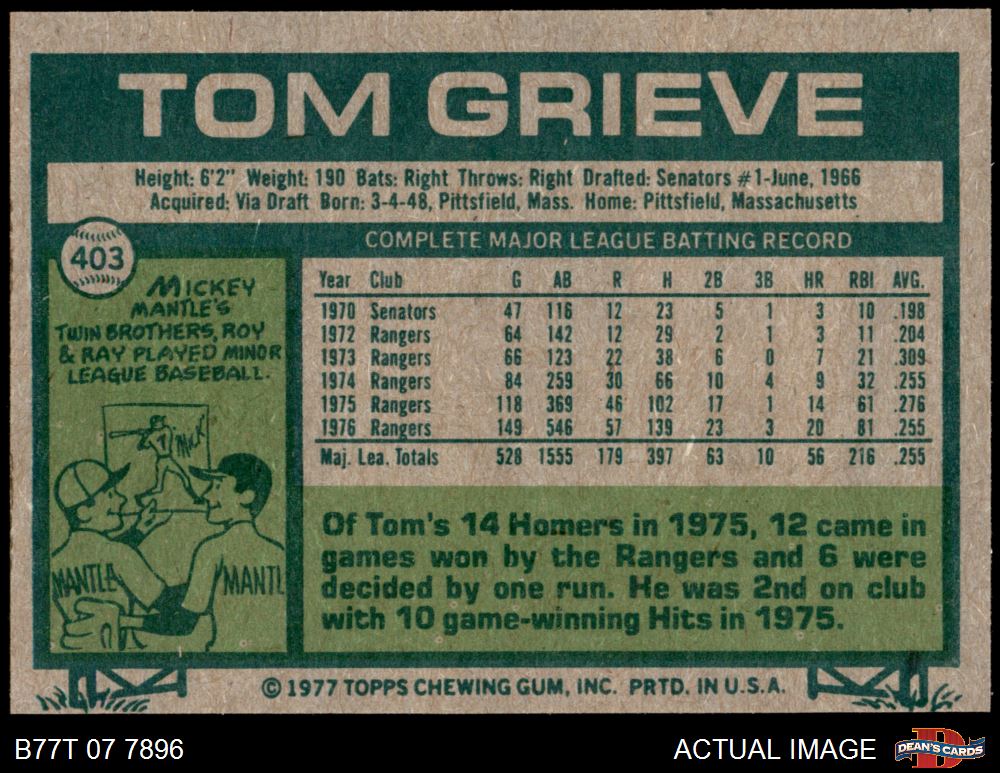 TOM GRIEVE
Height: 6'2" Weight: 190 Bats: Right Throws: Right Drafted: Senators #1-June, 1966
Acquired: Via Draft Born: 3-4-48, Pittsfield, Mass. Home: Pittsfield, Massachusetts
403
COMPLETE MAJOR LEAGUE BATTING RECORD
MICKEY
MANTLE'S
TWIN BROTHERS, ROY
& RAY PLAYED MINOR
LEAGUE BASEBALL.
MICK
MANTLE
MANTL
Year Club G AB R H 2B 3B HR RBI AVG.
1970 Senators 47 116 12 23 5 1 3 10 .198
1972 Rangers 64 142 12 29 2 1 3 11 .204
1973 Rangers 66 123 22 38 6 0 7 21 .309
1974 Rangers 84 259 30 66 10 4 9 32 .255
1975 Rangers 118 369 46 102 17 1 14 61 .276
1976 Rangers 149 546 57 139 23 3 20 81 .255
Maj. Lea. Totals 528 1555 179 397 63 10 56 216 .255
Of Tom's 14 Homers in 1975, 12 came in
games won by the Rangers and 6 were
decided by one run. He was 2nd on club
with 10 game-winning Hits in 1975.
© 1977 TOPPS CHEWING GUM, INC. PRTD. IN U.S.A.
B77T 07 7896
ACTUAL IMAGE
D
DEAN'S CARDS